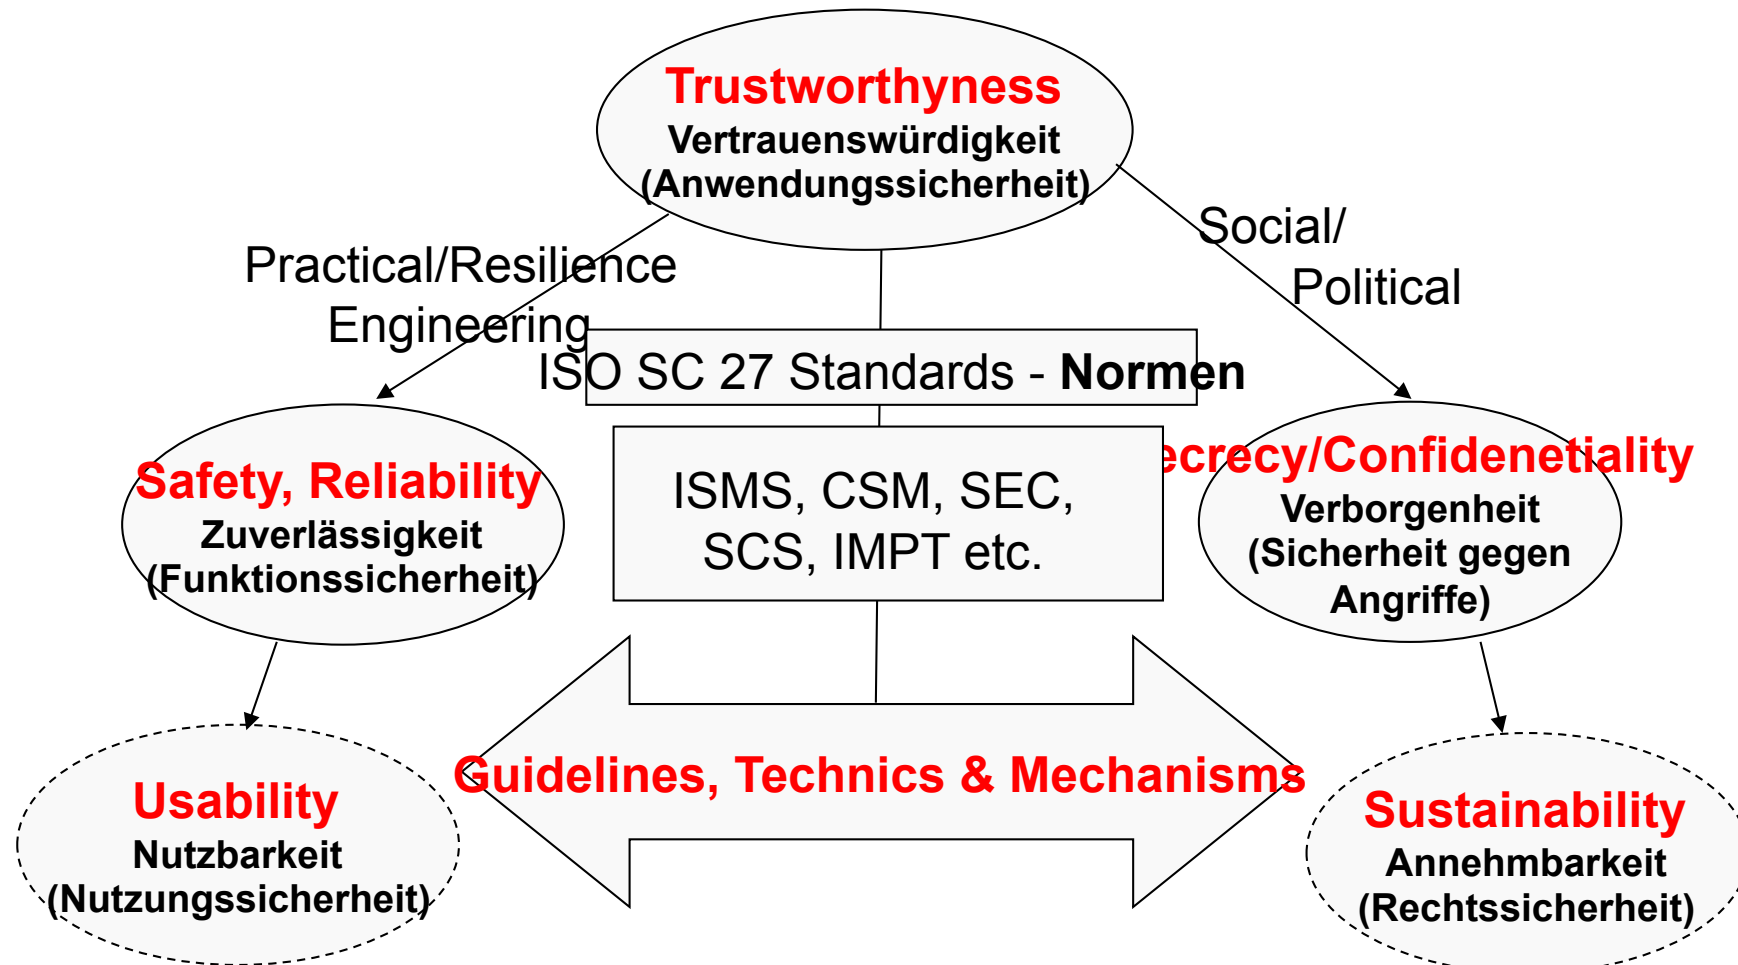 Trustworthyness
Vertrauenswürdigkeit
(Anwendungssicherheit)
Practical/Resilience
Engineering
Social/
Political
ISO SC 27 Standards - Normen
Safety, Reliability
Zuverlässigkeit
(Funktionssicherheit)
ISMS, CSM, SEC,
SCS, IMPT etc.
ecrecy/Confidenetiality
Verborgenheit
(Sicherheit gegen
Angriffe)
Guidelines, Technics & Mechanisms
Usability
Nutzbarkeit
(Nutzungssicherheit)
Sustainability
Annehmbarkeit
(Rechtssicherheit)